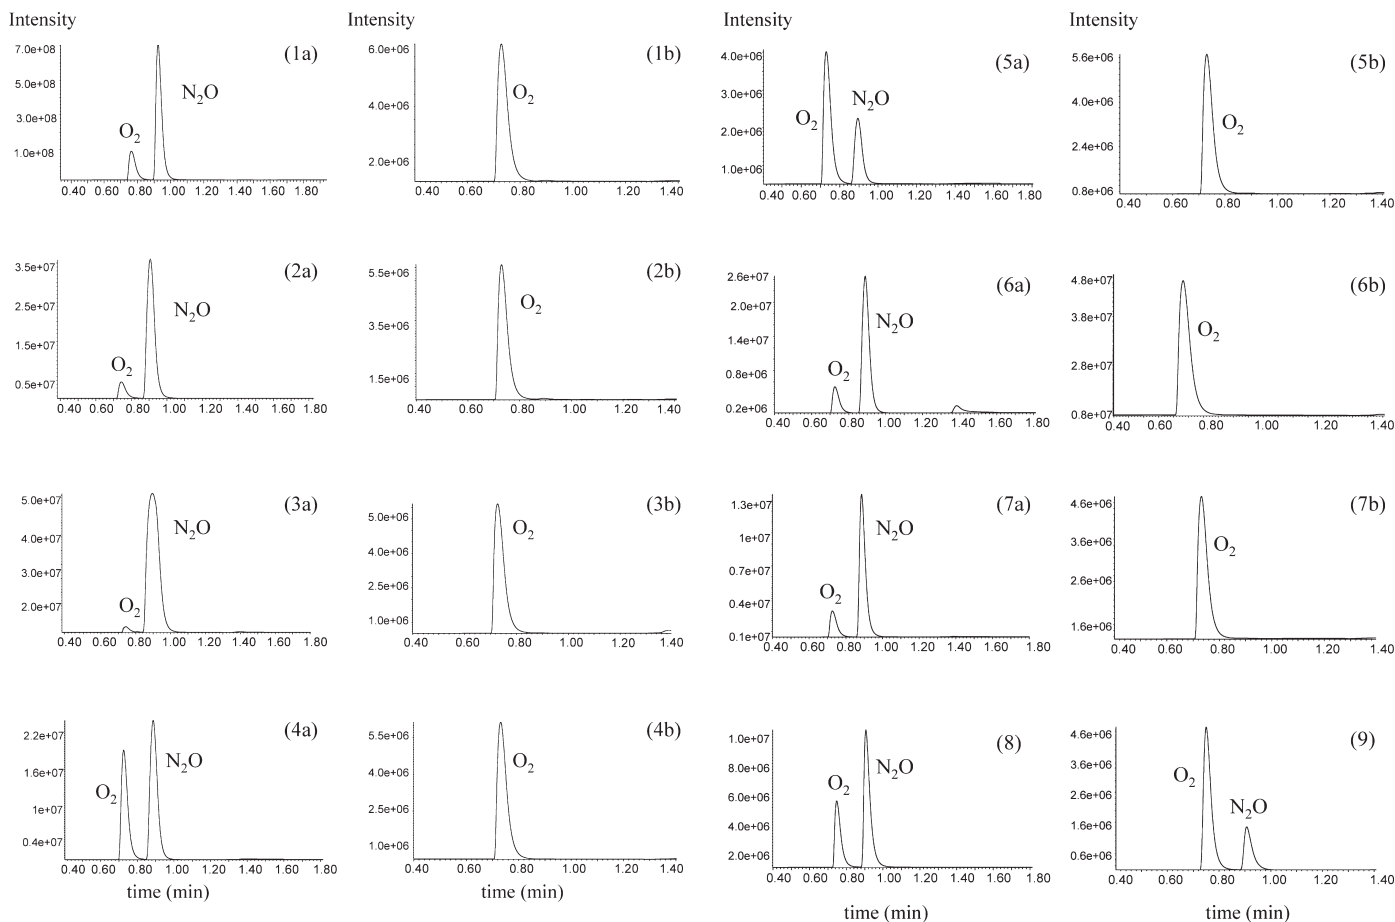 Intensity
Intensity
Intensity
Intensity
(1a)
7.0e+08
5.0e+08
3.0e+08
1.0e+08
O2
N2O
0.40 0.60 0.80 1.00 1.20 1.40 1.60 1.80
(1b)
6.0e+06
4.0e+06
2.0e+06
O2
0.40 0.60 0.80 1.00 1.20 1.40
(5a)
4.0e+06
3.0e+06
2.0e+06
1.0e+06
O2
N2O
0.40 0.60 0.80 1.00 1.20 1.40 1.60 1.80
(5b)
5.6e+06
4.0e+06
2.4e+06
0.8e+06
O2
0.40 0.60 0.80 1.00 1.20 1.40
(2a)
3.5e+07
2.5e+07
1.5e+07
0.5e+07
O2
N2O
0.40 0.60 0.80 1.00 1.20 1.40 1.60 1.80
(2b)
5.5e+06
3.5e+06
1.5e+06
O2
0.40 0.60 0.80 1.00 1.20 1.40
(6a)
2.6e+07
2.0e+07
1.4e+07
0.8e+06
0.2e+06
O2
N2O
0.40 0.60 0.80 1.00 1.20 1.40 1.60 1.80
(6b)
4.8e+07
3.8e+07
2.8e+07
0.8e+07
O2
0.40 0.60 0.80 1.00 1.20 1.40
(3a)
5.0e+07
4.0e+07
3.0e+07
2.0e+07
O2
N2O
0.40 0.60 0.80 1.00 1.20 1.40 1.60 1.80
(3b)
5.0e+06
4.0e+06
2.5e+06
1.0e+06
O2
0.40 0.60 0.80 1.00 1.20 1.40
(7a)
1.3e+07
1e+07
0.7e+07
0.4e+07
0.1e+07
O2
N2O
0.40 0.60 0.80 1.00 1.20 1.40 1.60 1.80
(7b)
4.6e+06
3.6e+06
2.6e+06
1.6e+06
O2
0.40 0.60 0.80 1.00 1.20 1.40
(4a)
2.2e+07
1.6e+07
1e+07
0.4e+07
O2
N2O
0.40 0.60 0.80 1.00 1.20 1.40 1.60 1.80
time (min)
(4b)
5.5e+06
4.0e+06
2.5e+06
1.0e+06
O2
0.40 0.60 0.80 1.00 1.20 1.40
time (min)
(8)
1.0e+07
8.0e+06
6.0e+06
4.0e+06
2.0e+06
O2
N2O
0.40 0.60 0.80 1.00 1.20 1.40 1.60 1.80
time (min)
(9)
4.6e+06
3.6e+06
2.6e+06
1.6e+06
0.6e+06
O2
N2O
0.40 0.60 0.80 1.00 1.20 1.40
time (min)